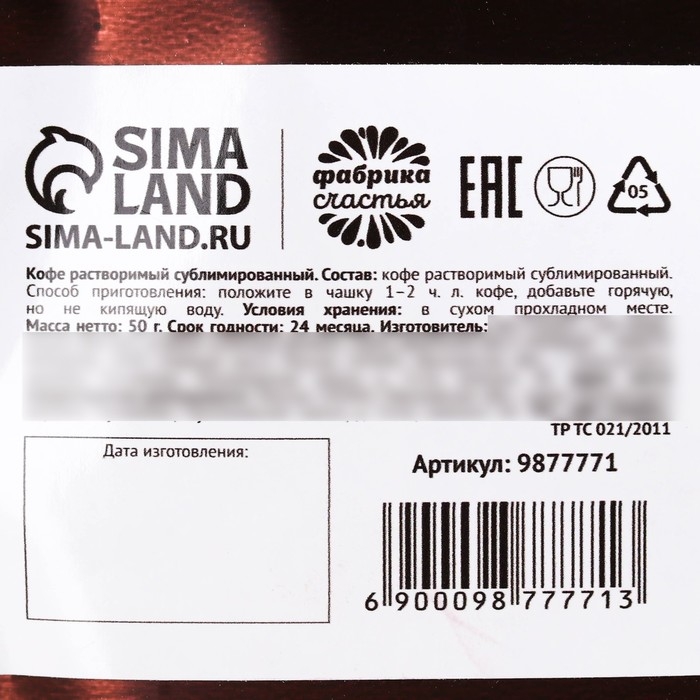 SIMA
LAND
SIMA-LAND.RU
фабрика
счастья
EAC
05
Кофе растворимый сублимированный. Состав: кофе растворимый сублимированный.
Способ приготовления: положите в чашку 1–2 ч. л. кофе, добавьте горячую,
но не кипящую воду. Условия хранения: в сухом прохладном месте.
Масса нетто: 50 г. Срок годности: 24 месяца. Изготовитель:
ТР ТС 021/2011
Дата изготовления:
Артикул: 9877771
6 900098 777713